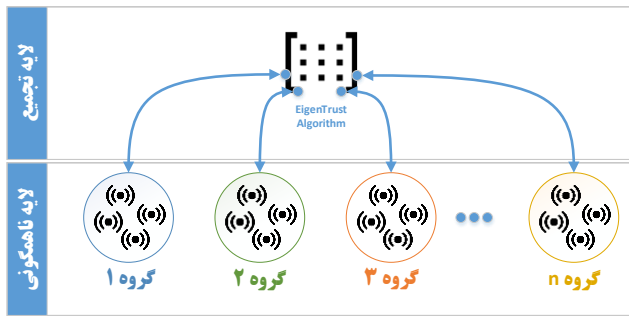 لایه تجمیع
EigenTrust
Algorithm
لایه ناهمگونی
گروه ۱
گروه ۲
گروه ۳
گروه n